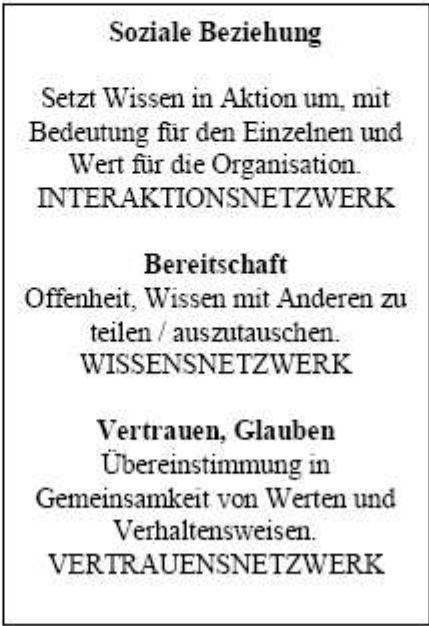 Soziale Beziehung
Setzt Wissen in Aktion um, mit
Bedeutung für den Einzelnen und
Wert für die Organisation.
INTERAKTIONSNETZWERK
Bereitschaft
Offenheit, Wissen mit Anderen zu
teilen / auszutauschen.
WISSENSNETZWERK
Vertrauen, Glauben
Übereinstimmung in
Gemeinsamkeit von Werten und
Verhaltensweisen.
VERTRAUENSNETZWERK